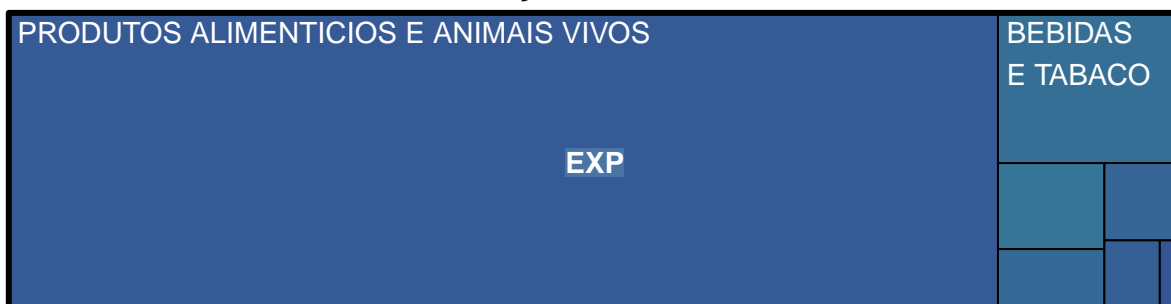 PRODUTOS ALIMENTICIOS E ANIMAIS VIVOS
BEBIDAS
E TABACO
EXP